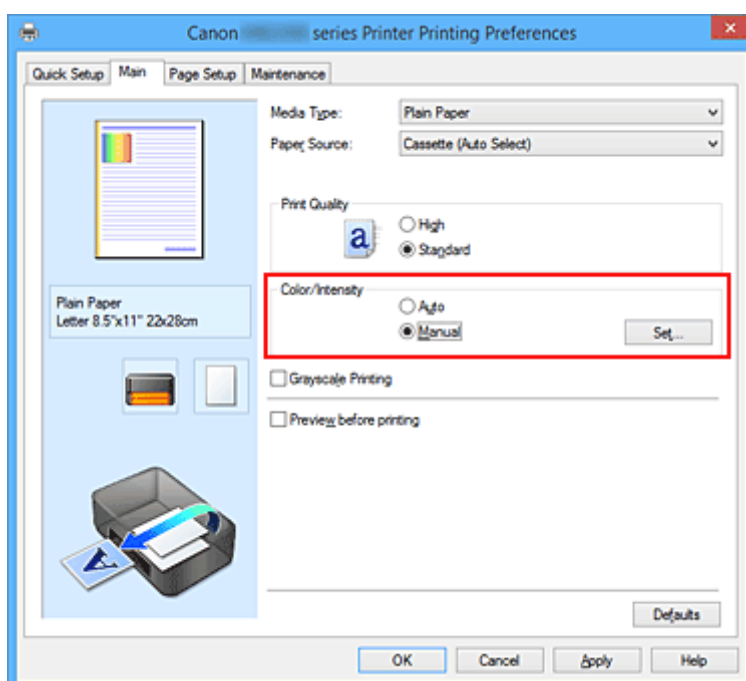 Canon series Printer Printing Preferences
Quick Setup Main Page Setup Maintenance
Media Type: Plain Paper
Paper Source: Cassette (Auto Select)
Print Quality
High
a
Standard
Color/Intensity
Auto
Manual Set...
Plain Paper
Letter 8.5"x11" 22x28cm
Grayscale Printing
Preview before printing
A
Defaults
OK Cancel Apply Help